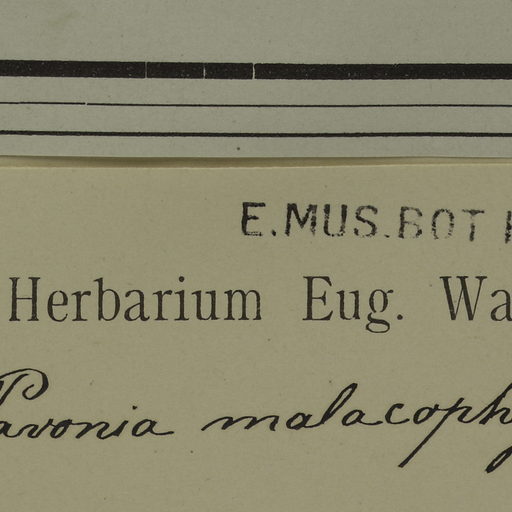 E.MUS.BOT
Herbarium Eug. Wa
Pavonia malacoph